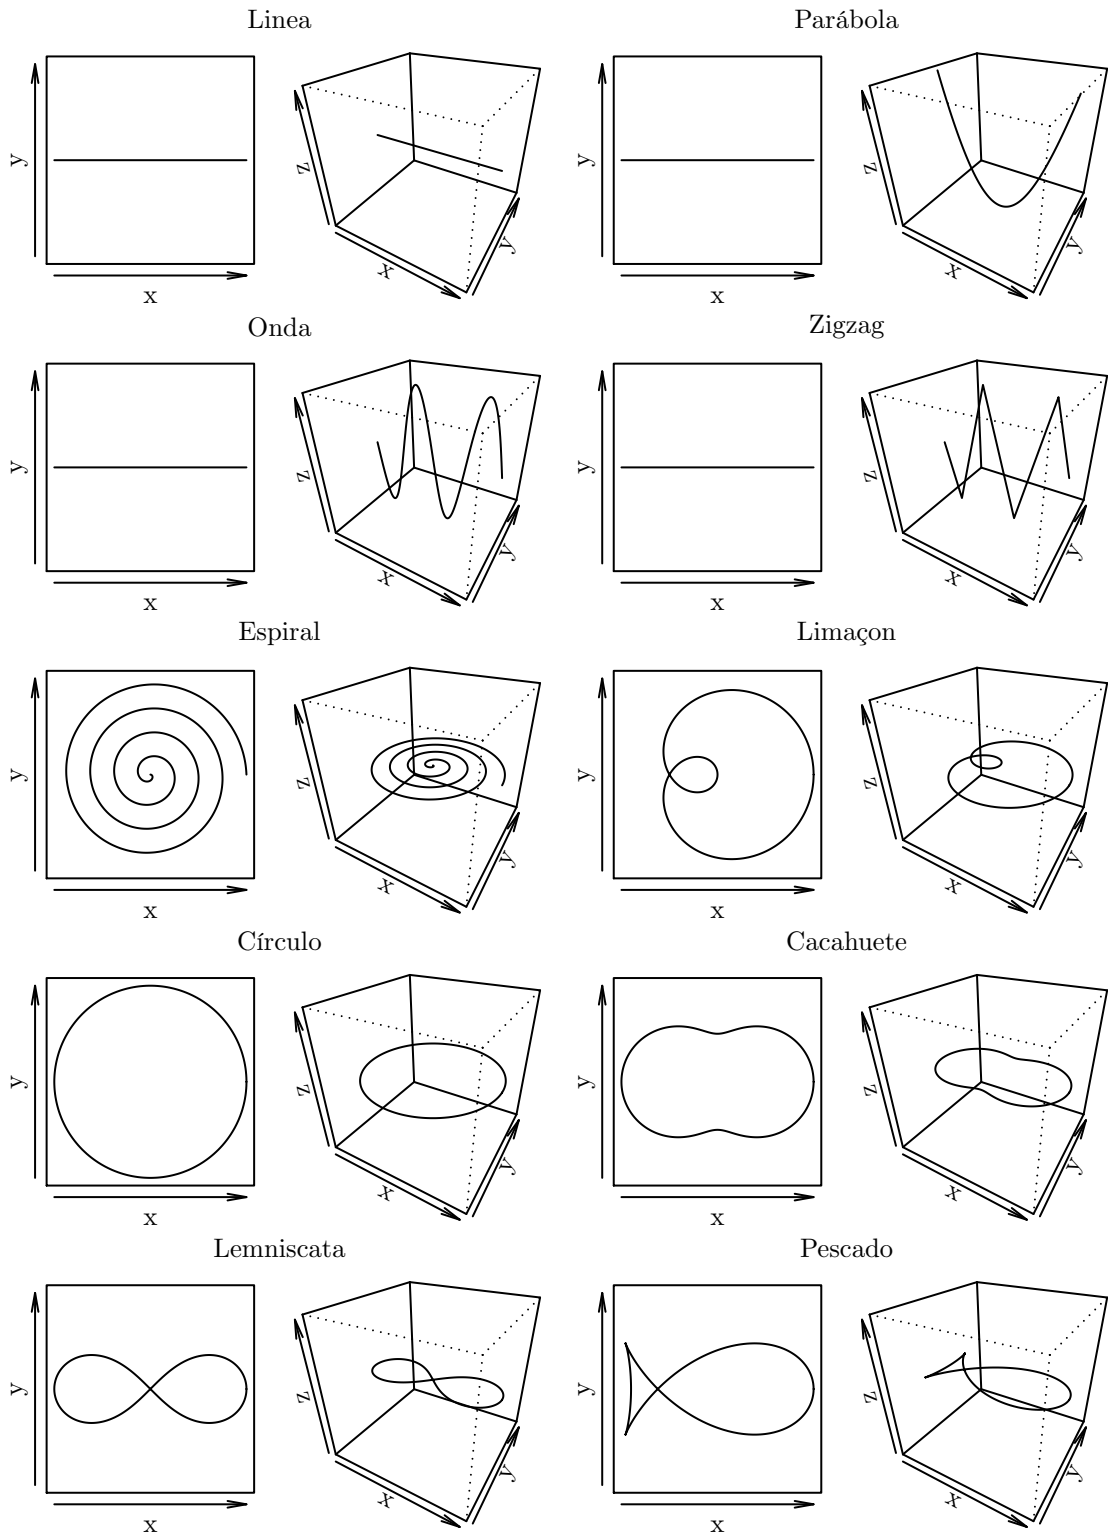 Linea
y
x
z
x
y
Parábola
y
x
z
x
y
Onda
y
x
z
x
y
Zigzag
y
x
z
x
y
Espiral
y
x
z
x
y
Limaçon
y
x
z
x
y
Círculo
y
x
z
x
y
Cacahuete
y
x
z
x
y
Lemniscata
y
x
z
x
y
Pescado
y
x
z
x
y